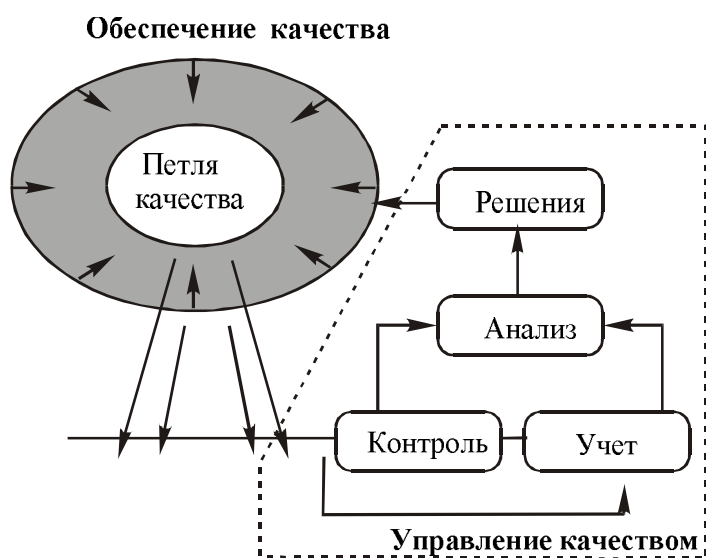 Обеспечение качества
Петля
качества
Решения
Анализ
Контроль
Учет
Управление качеством